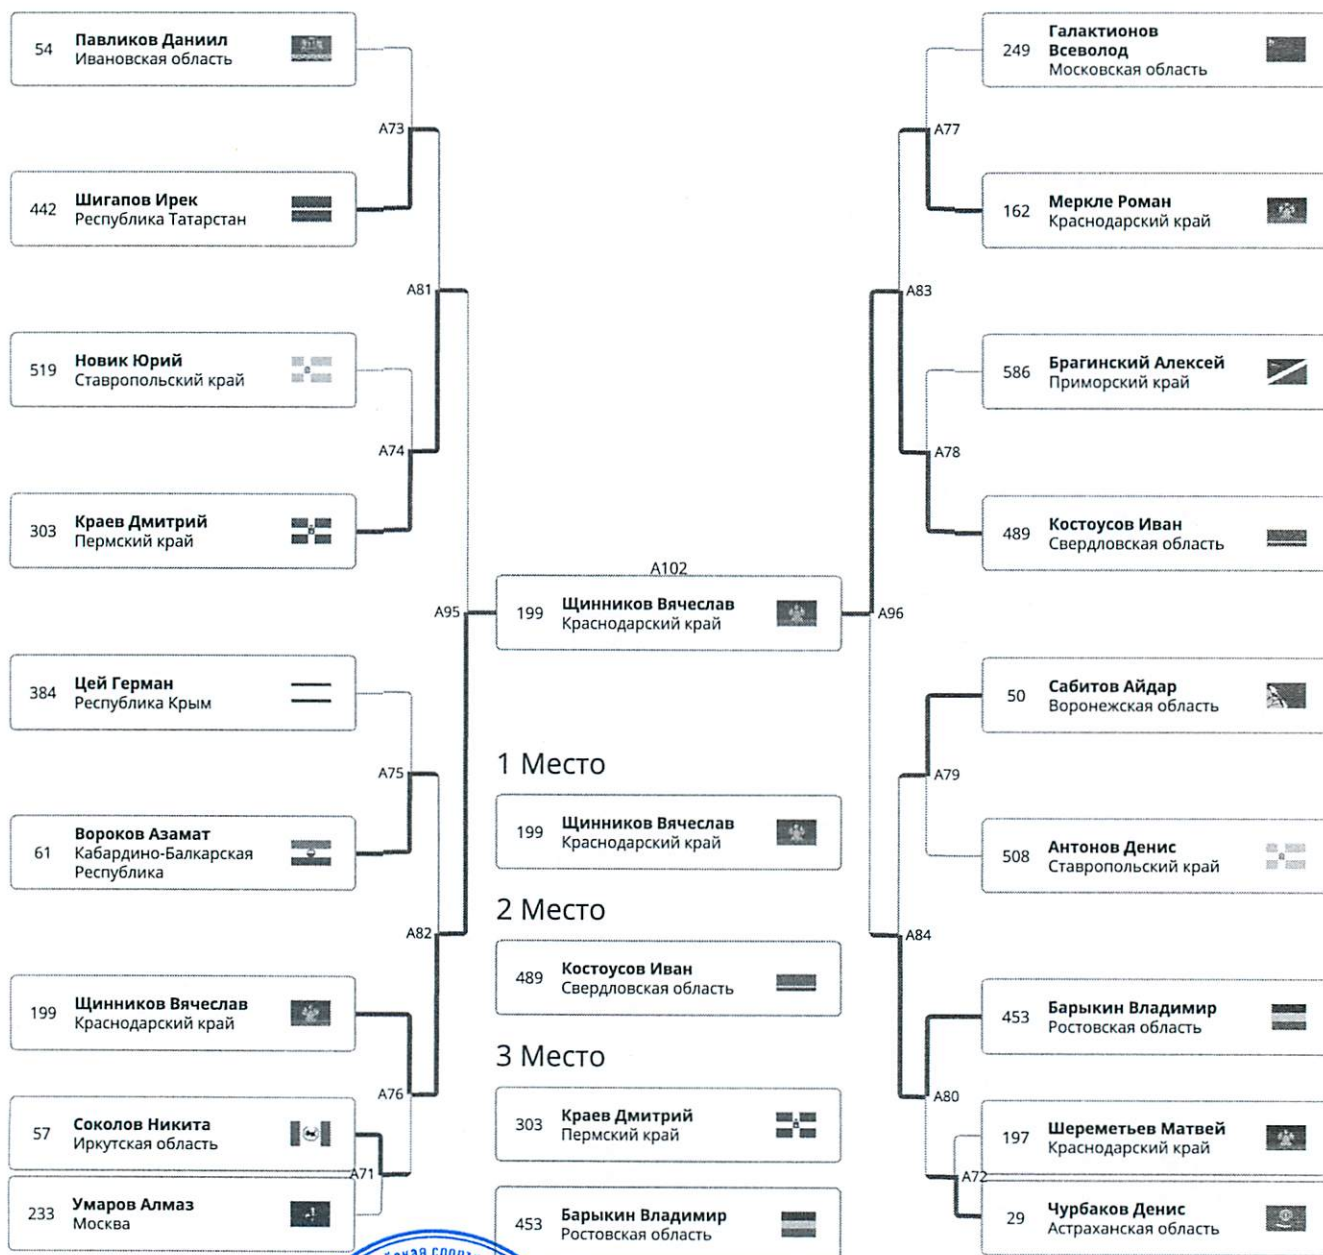 54 Павликов Даниил
Ивановская область
A73
442 Шигапов Ирек
Республика Татарстан
A81
519 Новик Юрий
Ставропольский край
A74
303 Краев Дмитрий
Пермский край
A95
384 Цей Герман
Республика Крым
A75
61 Вороков Азамат
Кабардино-Балкарская
Республика
A82
199 Щинников Вячеслав
Краснодарский край
A76
57 Соколов Никита
Иркутская область
A71
233 Умаров Алмаз
Москва
A102
199 Щинников Вячеслав
Краснодарский край
1 Место
199 Щинников Вячеслав
Краснодарский край
2 Место
489 Костоусов Иван
Свердловская область
3 Место
303 Краев Дмитрий
Пермский край
453 Барыкин Владимир
Ростовская область
249 Галактионов
Всеволод
Московская область
A77
162 Меркле Роман
Краснодарский край
A83
586 Брагинский Алексей
Приморский край
A78
489 Костоусов Иван
Свердловская область
A96
50 Сабитов Айдар
Воронежская область
A79
508 Антонов Денис
Ставропольский край
A84
453 Барыкин Владимир
Ростовская область
A80
197 Шереметьев Матвей
Краснодарский край
A72
29 Чурбаков Денис
Астраханская область